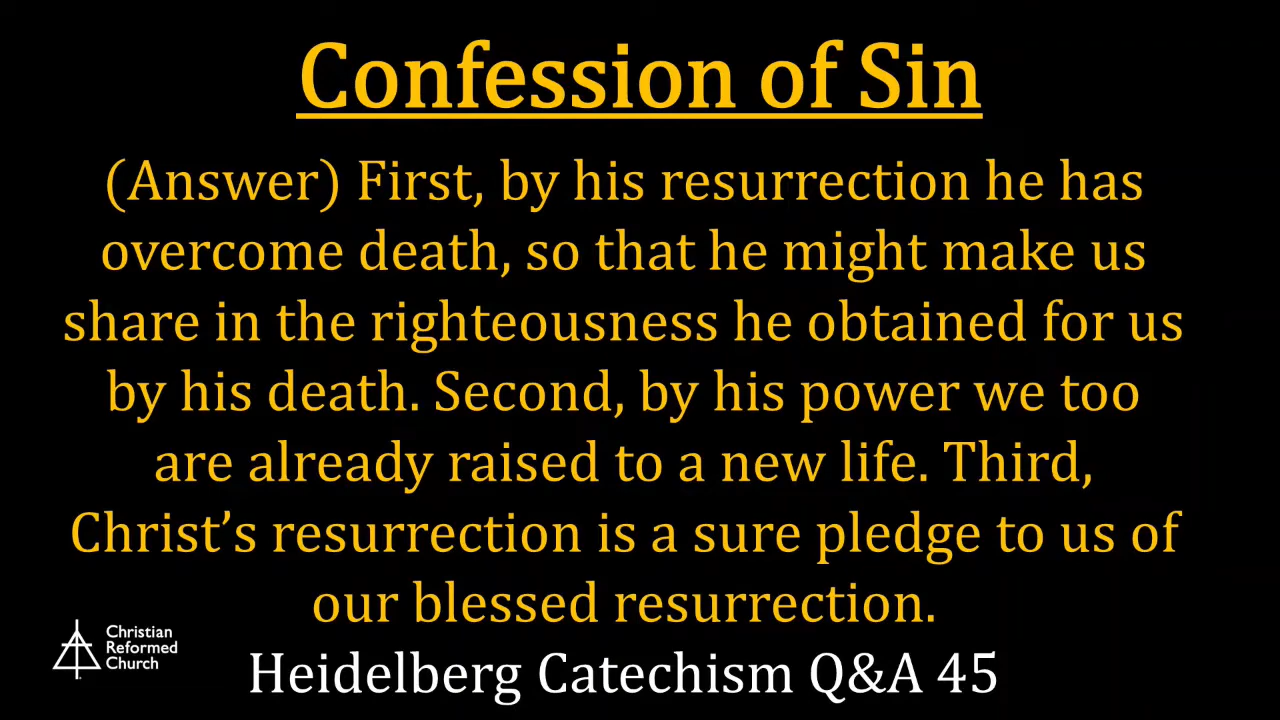 Confession of Sin
(Answer) First, by his resurrection he has
overcome death, so that he might make us
share in the righteousness he obtained for us
by his death. Second, by his power we too
are already raised to a new life. Third,
Christ’s resurrection is a sure pledge to us of
our blessed resurrection.
Christian
Reformed
Church
Heidelberg Catechism Q&A 45